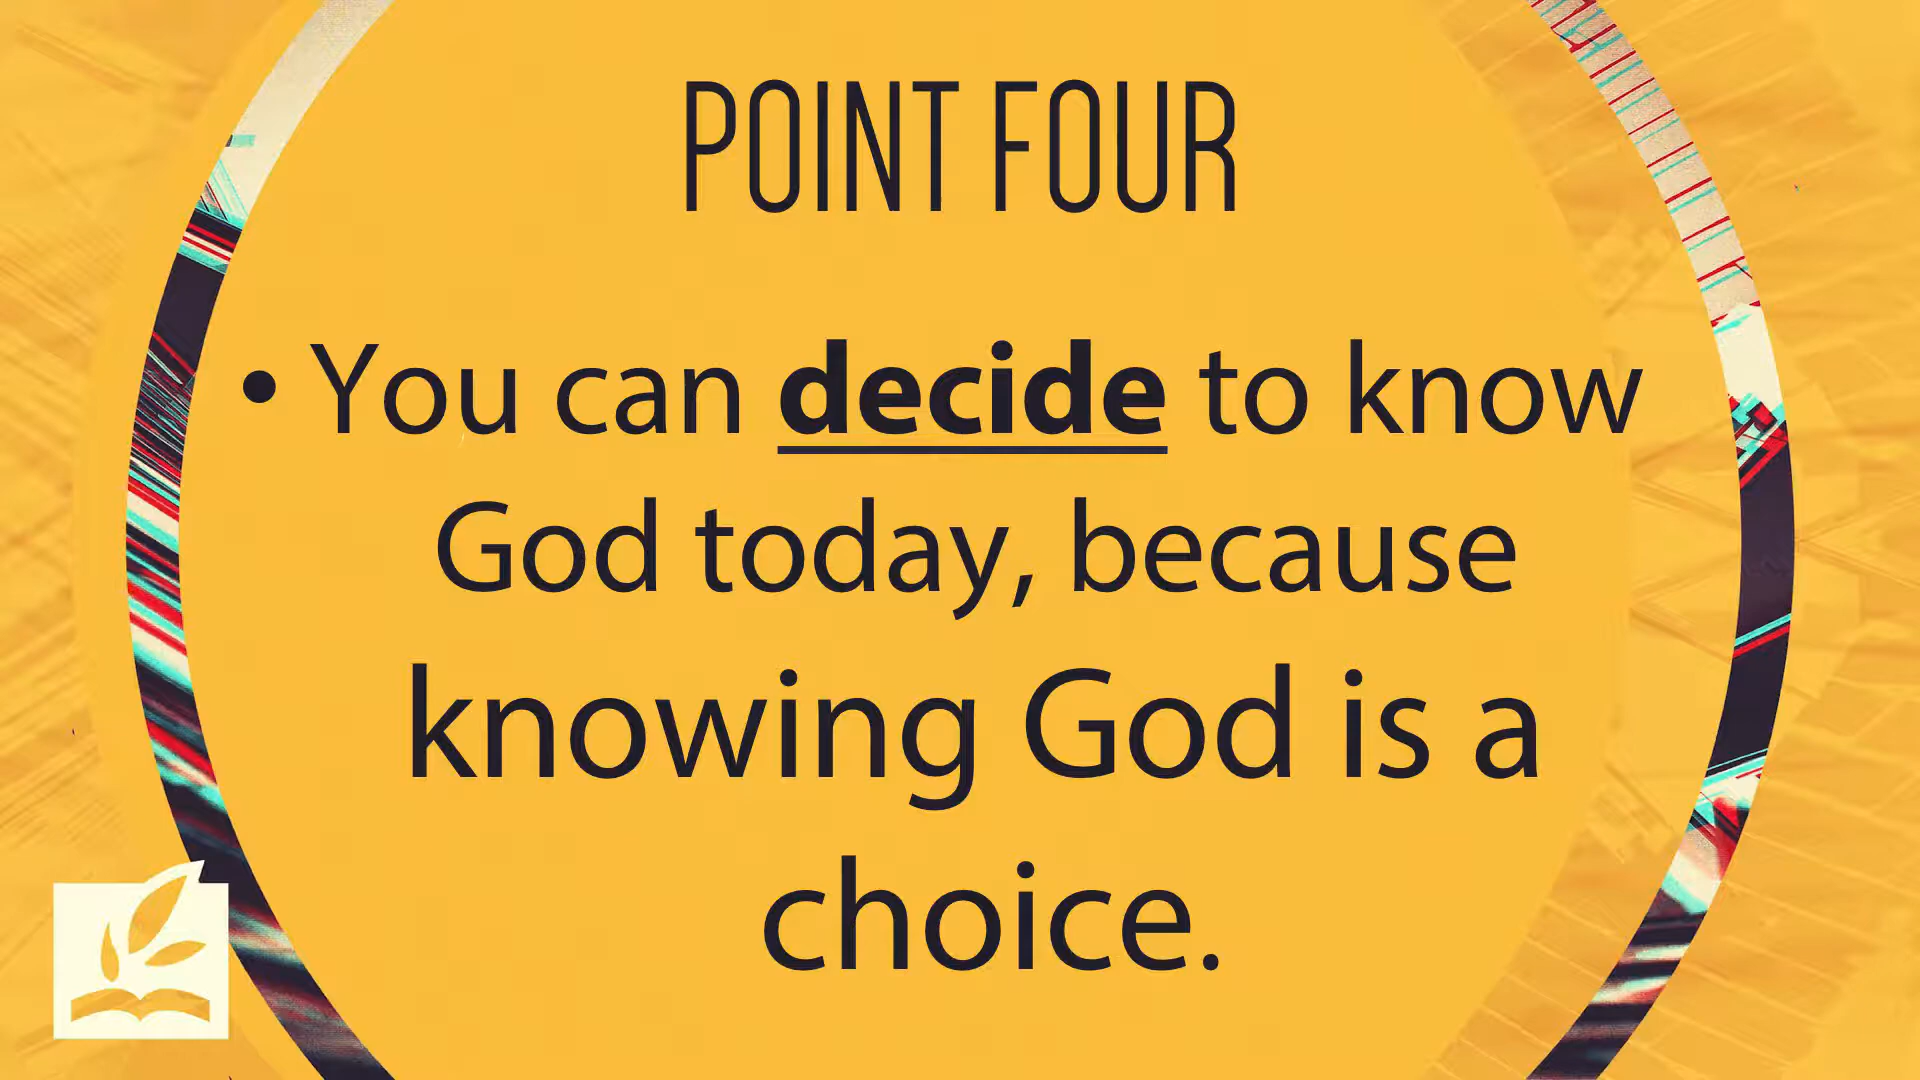 POINT FOUR
• You can decide to know
God today, because
knowing God is a
choice.